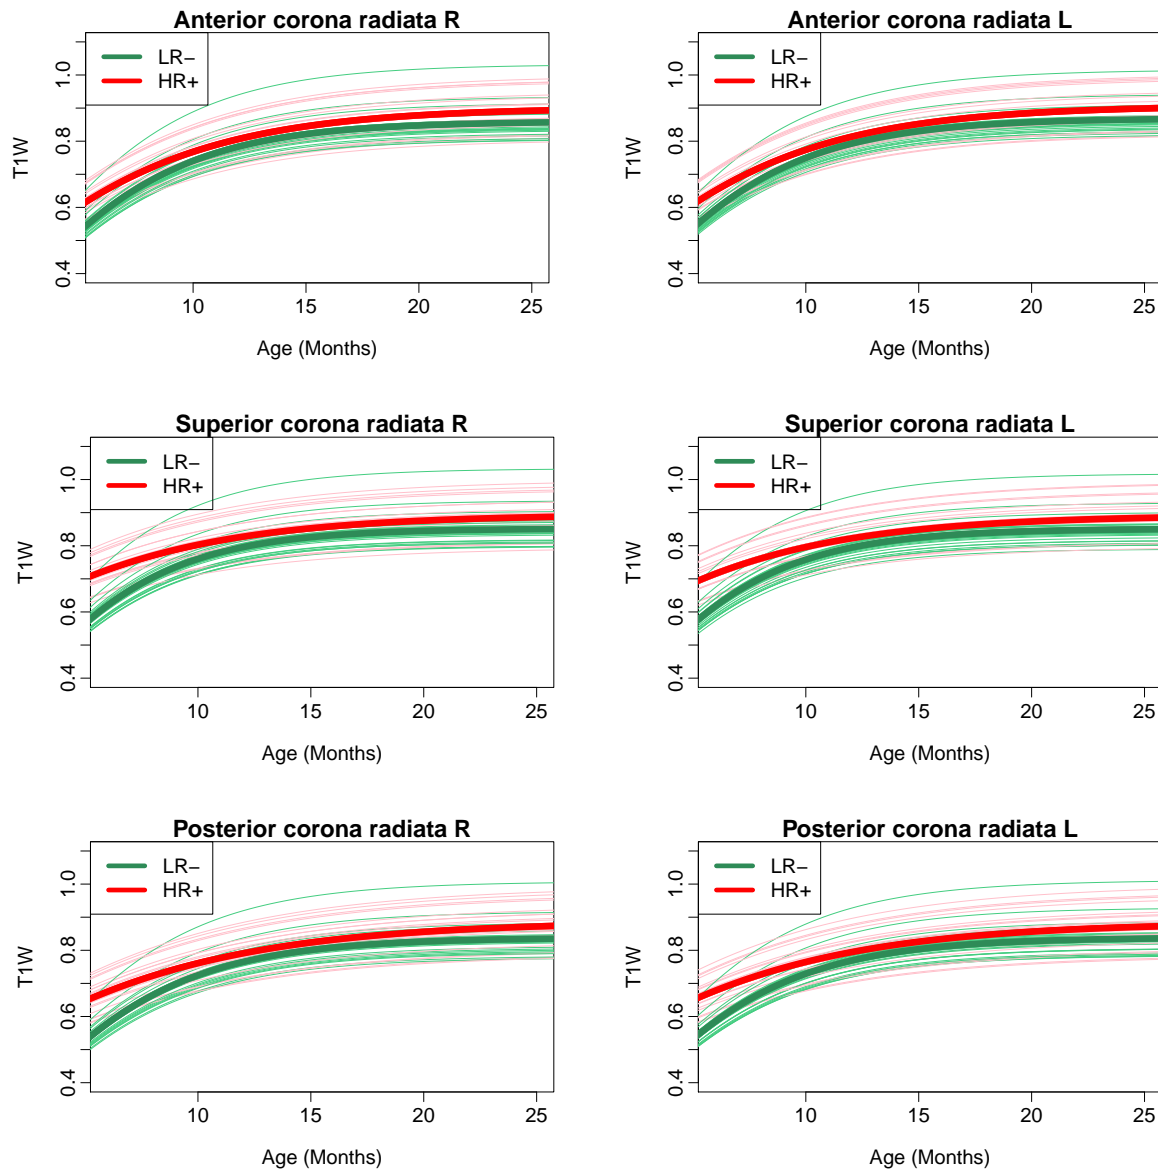 Anterior corona radiata R
LR−
HR+
T1W
1.0
0.8
0.6
0.4
10 15 20 25
Age (Months)
Anterior corona radiata L
LR−
HR+
T1W
1.0
0.8
0.6
0.4
10 15 20 25
Age (Months)
Superior corona radiata R
LR−
HR+
T1W
1.0
0.8
0.6
0.4
10 15 20 25
Age (Months)
Superior corona radiata L
LR−
HR+
T1W
1.0
0.8
0.6
0.4
10 15 20 25
Age (Months)
Posterior corona radiata R
LR−
HR+
T1W
1.0
0.8
0.6
0.4
10 15 20 25
Age (Months)
Posterior corona radiata L
LR−
HR+
T1W
1.0
0.8
0.6
0.4
10 15 20 25
Age (Months)